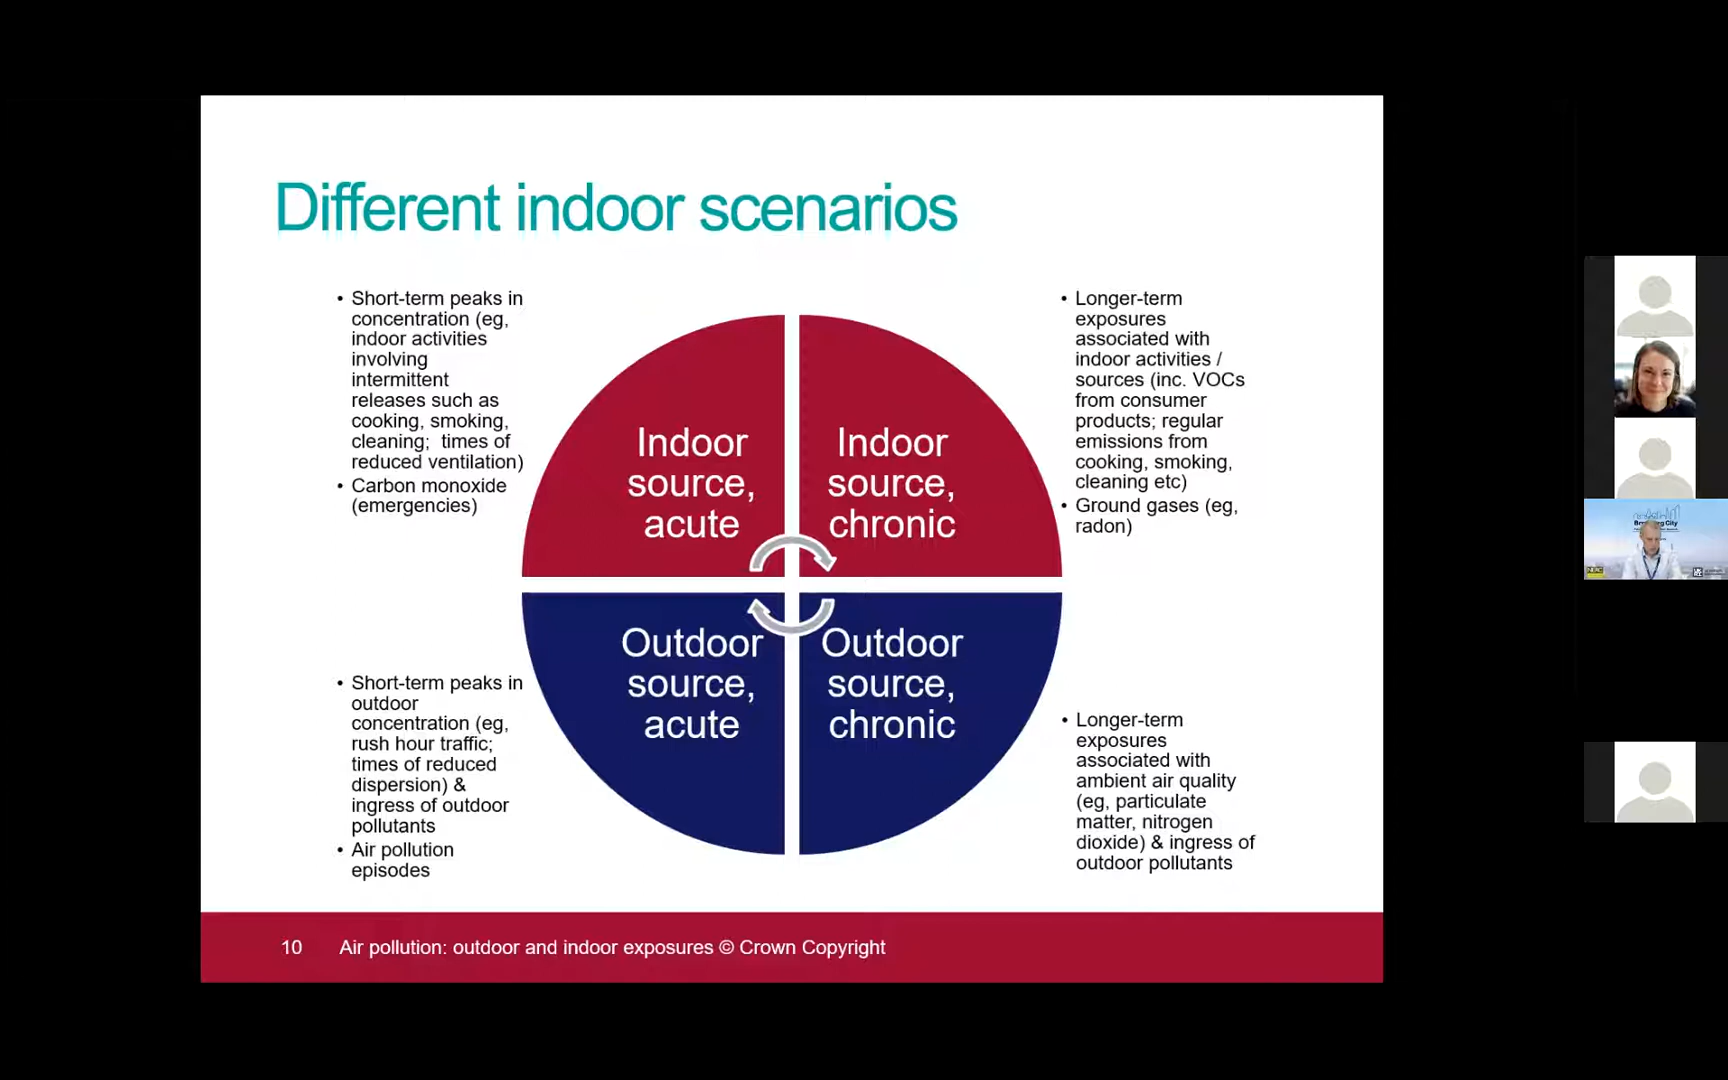 Different indoor scenarios
• Short-term peaks in
concentration (eg,
indoor activities
involving
intermittent
releases such as
cooking, smoking,
cleaning; times of
reduced ventilation)
• Carbon monoxide
(emergencies)
Indoor
source,
acute
Indoor
source,
chronic
• Longer-term
exposures
associated with
indoor activities /
sources (inc. VOCs
from consumer
products; regular
emissions from
cooking, smoking,
cleaning etc)
• Ground gases (eg,
radon)
• Short-term peaks in
outdoor
concentration (eg,
rush hour traffic;
times of reduced
dispersion) &
ingress of outdoor
pollutants
• Air pollution
episodes
Outdoor
source,
acute
Outdoor
source,
chronic
• Longer-term
exposures
associated with
ambient air quality
(eg, particulate
matter, nitrogen
dioxide) & ingress of
outdoor pollutants
10 Air pollution: outdoor and indoor exposures © Crown Copyright